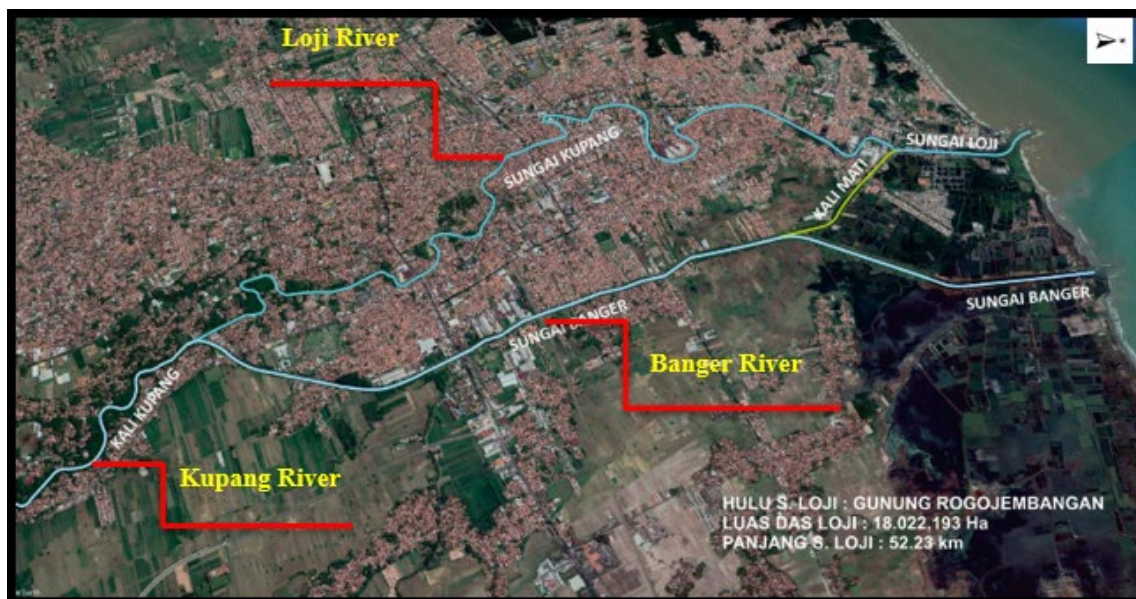 Loji River
SUNGAI KUPANG
SUNGAI LOJI
KALI MATI
SUNGAI BANGER
SUNGAI BANGER
Banger River
KALI KUPANG
Kupang River
HULU S. LOJI : GUNUNG ROGOJEMBANGAN
LUAS DAS LOJI : 18.022,193 Ha
PANJANG S. LOJI : 52.23 km